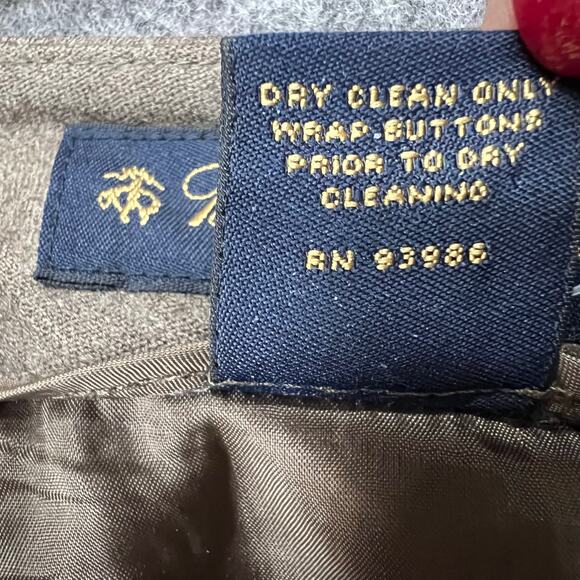 DRY CLEAN ONLY
WRAP BUTTONS
PRIOR TO DRY
CLEANING
RN 93986